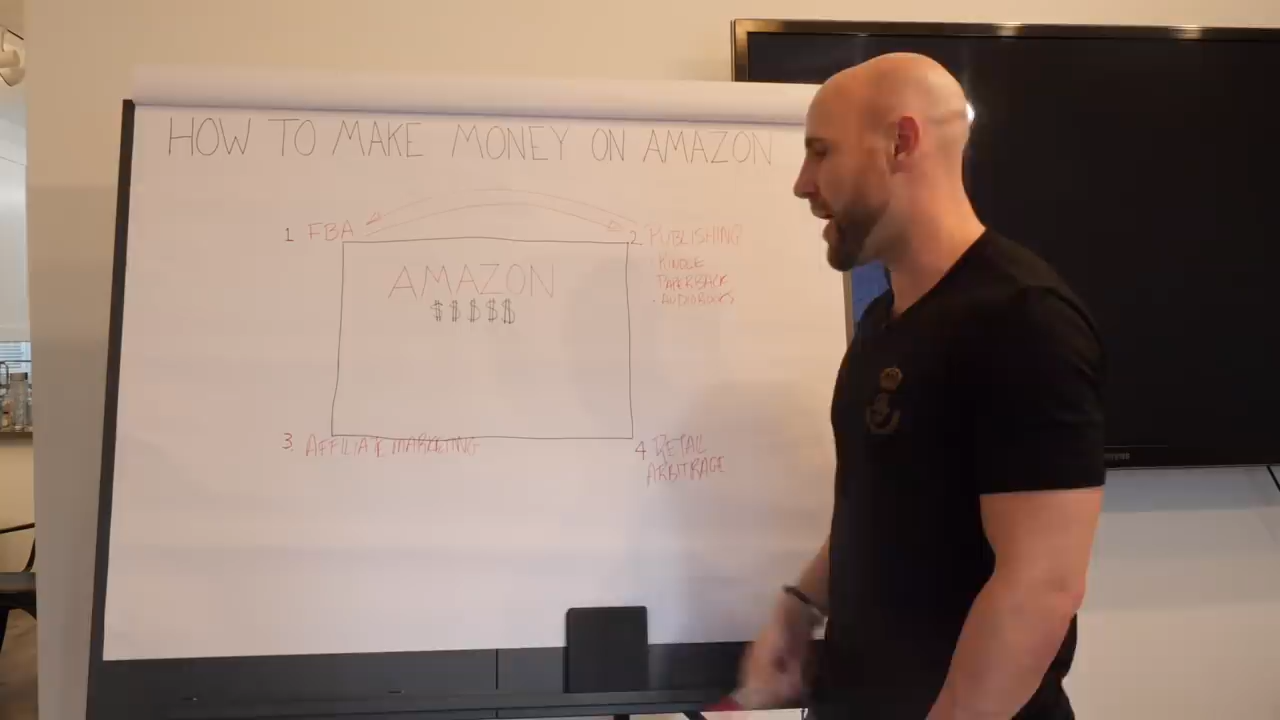 HOW TO MAKE MONEY ON AMAZON
1 FBA
2 PUBLISHING
· KINDLE
PAPERBACK
· AUDIOBOOKS
AMAZON
$$$$$
3. AFFILIATE MARKETING
4 RETAIL
ARBITRAGE